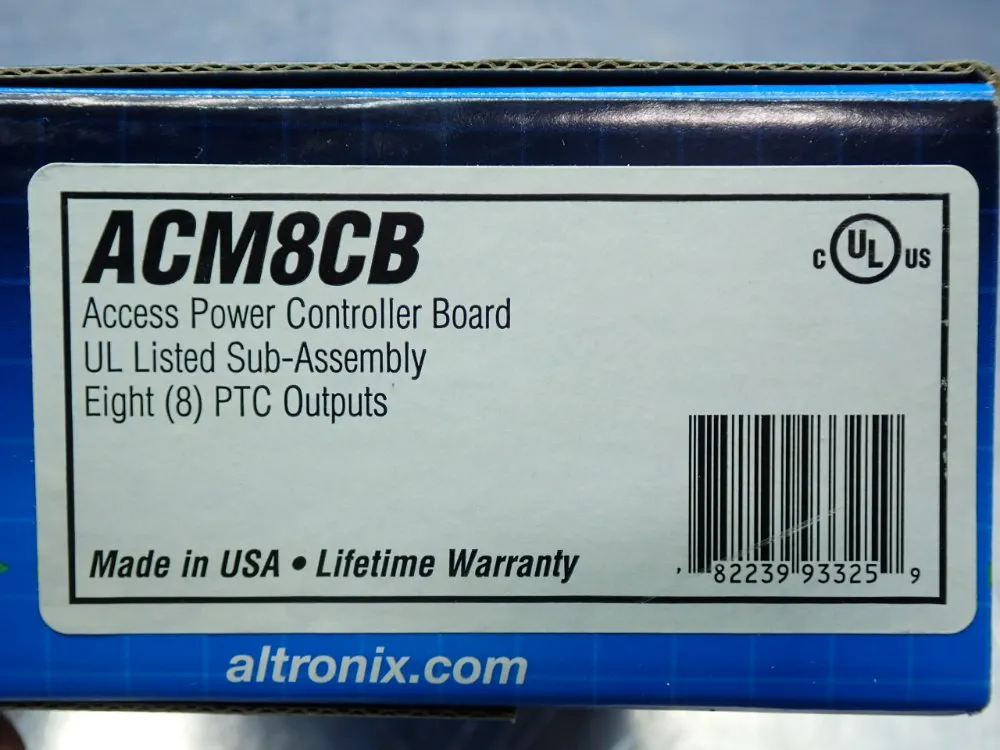 ACM8CB
Access Power Controller Board
UL Listed Sub-Assembly
Eight (8) PTC Outputs
C UL US
Made in USA • Lifetime Warranty
82239 93325 9
altronix.com